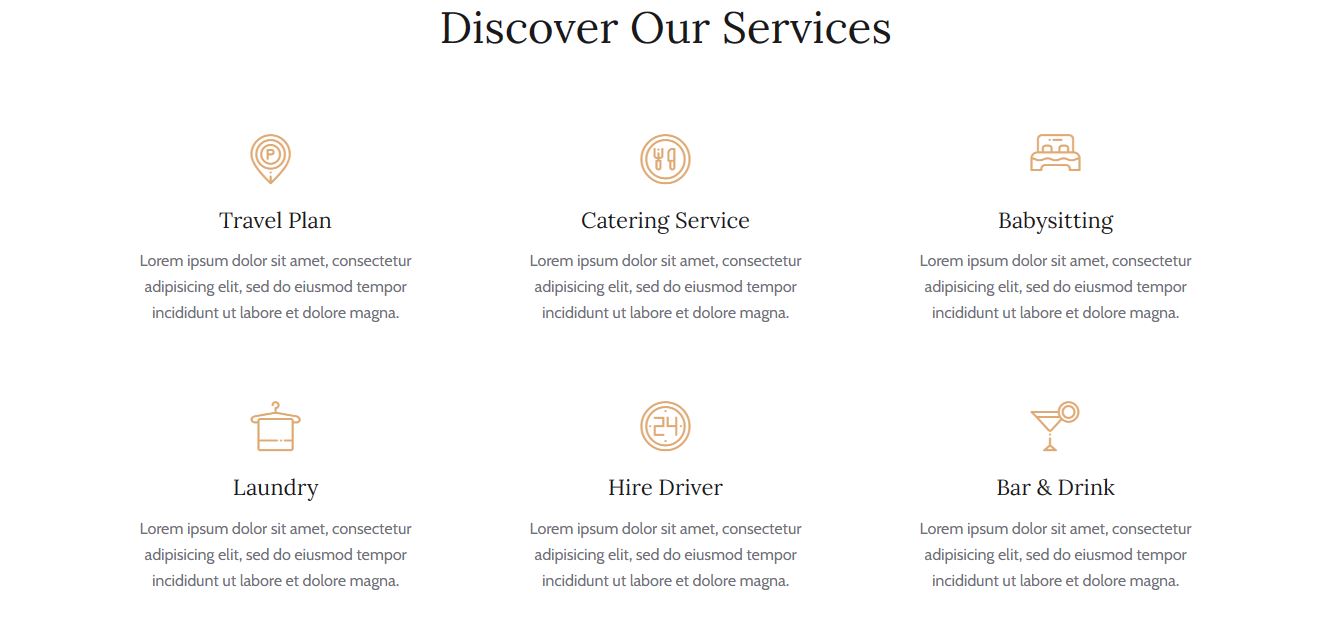 Discover Our Services
P
Travel Plan
Lorem ipsum dolor sit amet, consectetur
adipisicing elit, sed do eiusmod tempor
incididunt ut labore et dolore magna.
Catering Service
Lorem ipsum dolor sit amet, consectetur
adipisicing elit, sed do eiusmod tempor
incididunt ut labore et dolore magna.
Babysitting
Lorem ipsum dolor sit amet, consectetur
adipisicing elit, sed do eiusmod tempor
incididunt ut labore et dolore magna.
Laundry
Lorem ipsum dolor sit amet, consectetur
adipisicing elit, sed do eiusmod tempor
incididunt ut labore et dolore magna.
24
Hire Driver
Lorem ipsum dolor sit amet, consectetur
adipisicing elit, sed do eiusmod tempor
incididunt ut labore et dolore magna.
Bar & Drink
Lorem ipsum dolor sit amet, consectetur
adipisicing elit, sed do eiusmod tempor
incididunt ut labore et dolore magna.